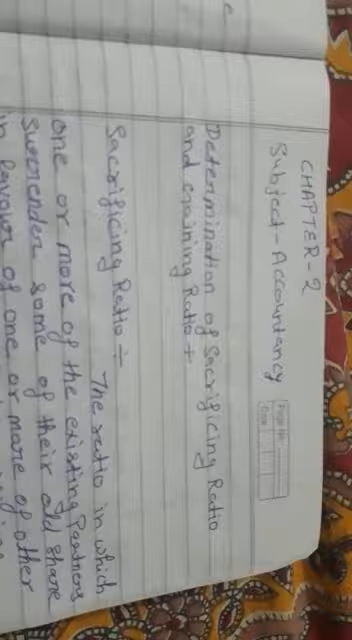 CHAPTER-2
Subject-Accountancy
Page No.
Date
Determination of Sacrificing Ratio
and gaining Ratio ÷
Sacrificing Ratio ÷ The ratio in which
one or more of the existing Partners
surrender some of their old share
in favour of one or more of other